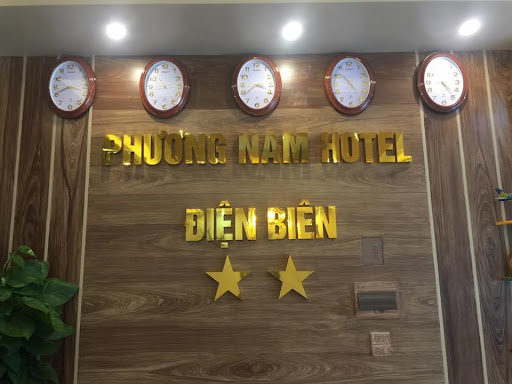 PHƯƠNG NAM HOTEL
ĐIỆN BIÊN